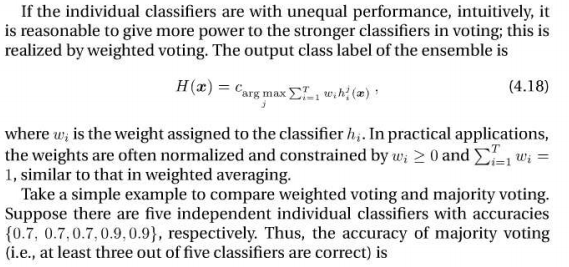 If the individual classifiers are with unequal performance, intuitively, it
is reasonable to give more power to the stronger classifiers in voting; this is
realized by weighted voting. The output class label of the ensemble is
H(x) = c_{arg max_j ∑_{i=1}^{T} w_i h_i^j(x)} , (4.18)
where w_i is the weight assigned to the classifier h_i. In practical applications,
the weights are often normalized and constrained by w_i ≥ 0 and ∑_{i=1}^{T} w_i =
1, similar to that in weighted averaging.
Take a simple example to compare weighted voting and majority voting.
Suppose there are five independent individual classifiers with accuracies
{0.7, 0.7, 0.7, 0.9, 0.9}, respectively. Thus, the accuracy of majority voting
(i.e., at least three out of five classifiers are correct) is